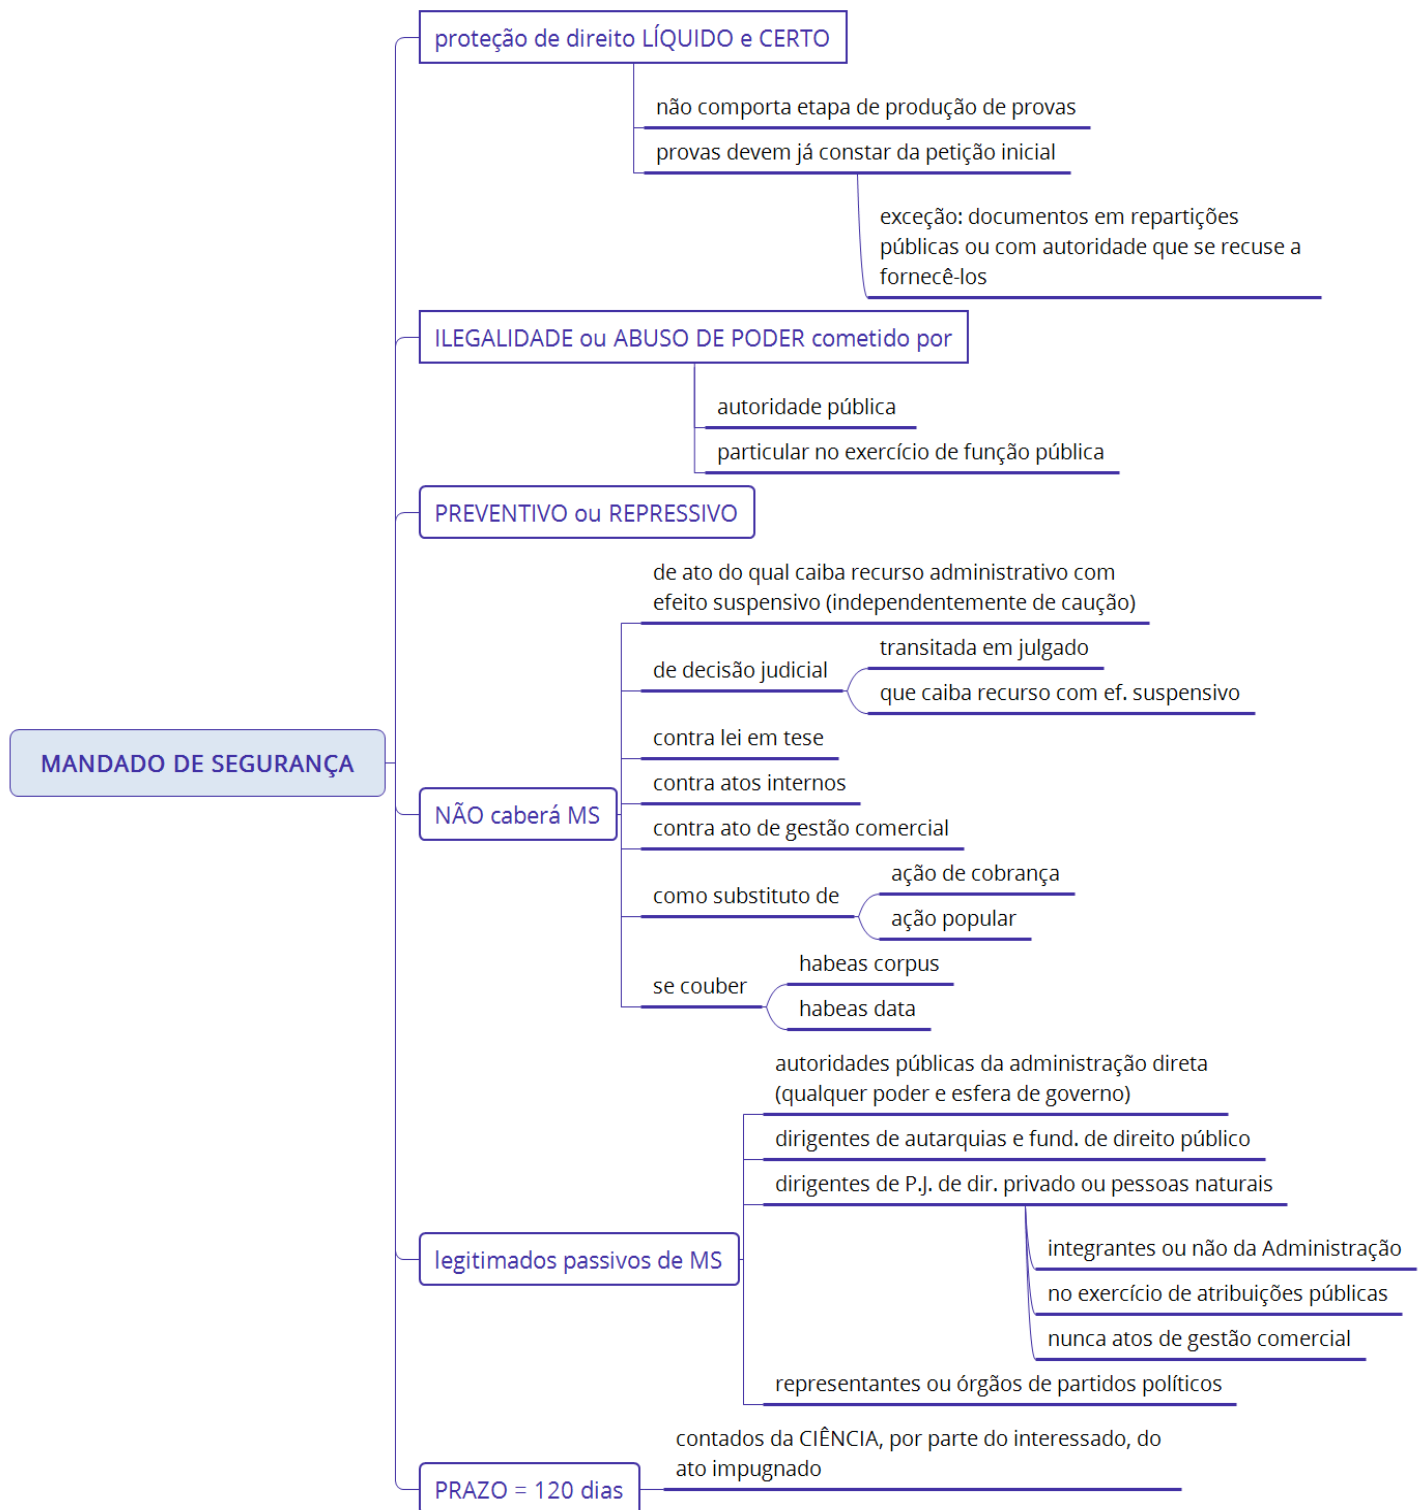 proteção de direito LÍQUIDO e CERTO
não comporta etapa de produção de provas
provas devem já constar da petição inicial
exceção: documentos em repartições
públicas ou com autoridade que se recuse a
fornecê-los
ILEGALIDADE ou ABUSO DE PODER cometido por
autoridade pública
particular no exercício de função pública
PREVENTIVO ou REPRESSIVO
MANDADO DE SEGURANÇA
NÃO caberá MS
de ato do qual caiba recurso administrativo com
efeito suspensivo (independentemente de caução)
de decisão judicial
transitada em julgado
que caiba recurso com ef. suspensivo
contra lei em tese
contra atos internos
contra ato de gestão comercial
como substituto de
ação de cobrança
ação popular
se couber
habeas corpus
habeas data
legitimados passivos de MS
autoridades públicas da administração direta
(qualquer poder e esfera de governo)
dirigentes de autarquias e fund. de direito público
dirigentes de P.J. de dir. privado ou pessoas naturais
integrantes ou não da Administração
no exercício de atribuições públicas
nunca atos de gestão comercial
representantes ou órgãos de partidos políticos
PRAZO = 120 dias
contados da CIÊNCIA, por parte do interessado, do
ato impugnado